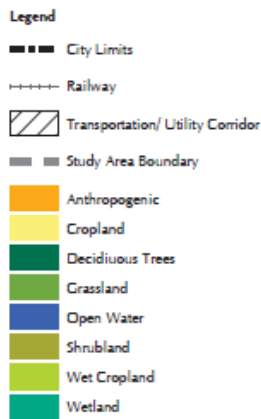 Legend
City Limits
Railway
Transportation/ Utility Corridor
Study Area Boundary
Anthropogenic
Cropland
Decidiuous Trees
Grassland
Open Water
Shrubland
Wet Cropland
Wetland